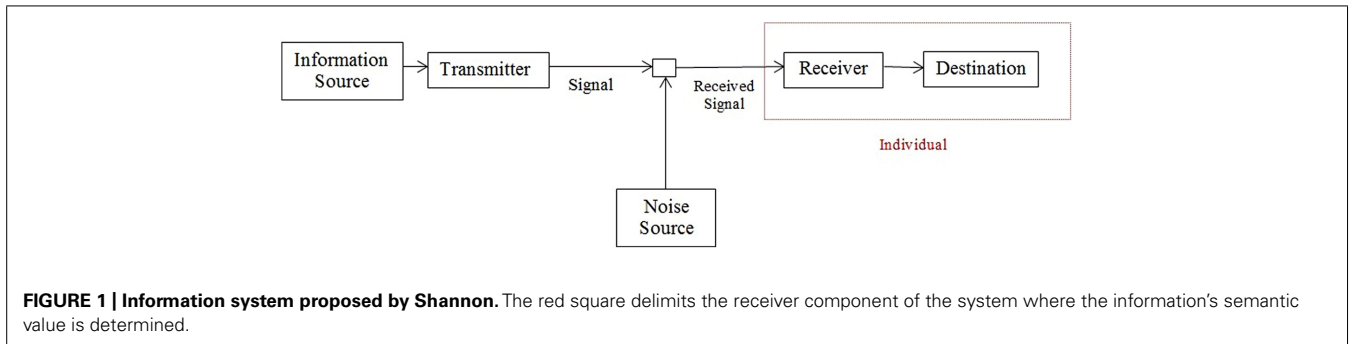 Information
Source
Transmitter
Signal
Received
Signal
Receiver
Destination
Individual
Noise
Source
FIGURE 1 | Information system proposed by Shannon. The red square delimits the receiver component of the system where the information's semantic
value is determined.